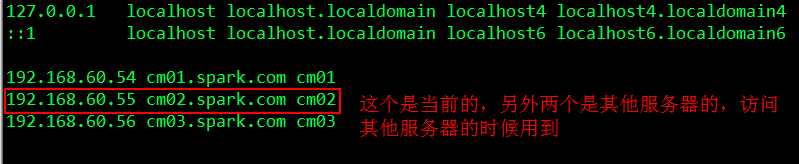 127.0.0.1   localhost localhost.localdomain localhost4 localhost4.localdomain4
::1         localhost localhost.localdomain localhost6 localhost6.localdomain6
192.168.60.54 cm01.spark.com cm01
192.168.60.55 cm02.spark.com cm02
192.168.60.56 cm03.spark.com cm03
这个是当前的，另外两个是其他服务器的，访问
其他服务器的时候用到